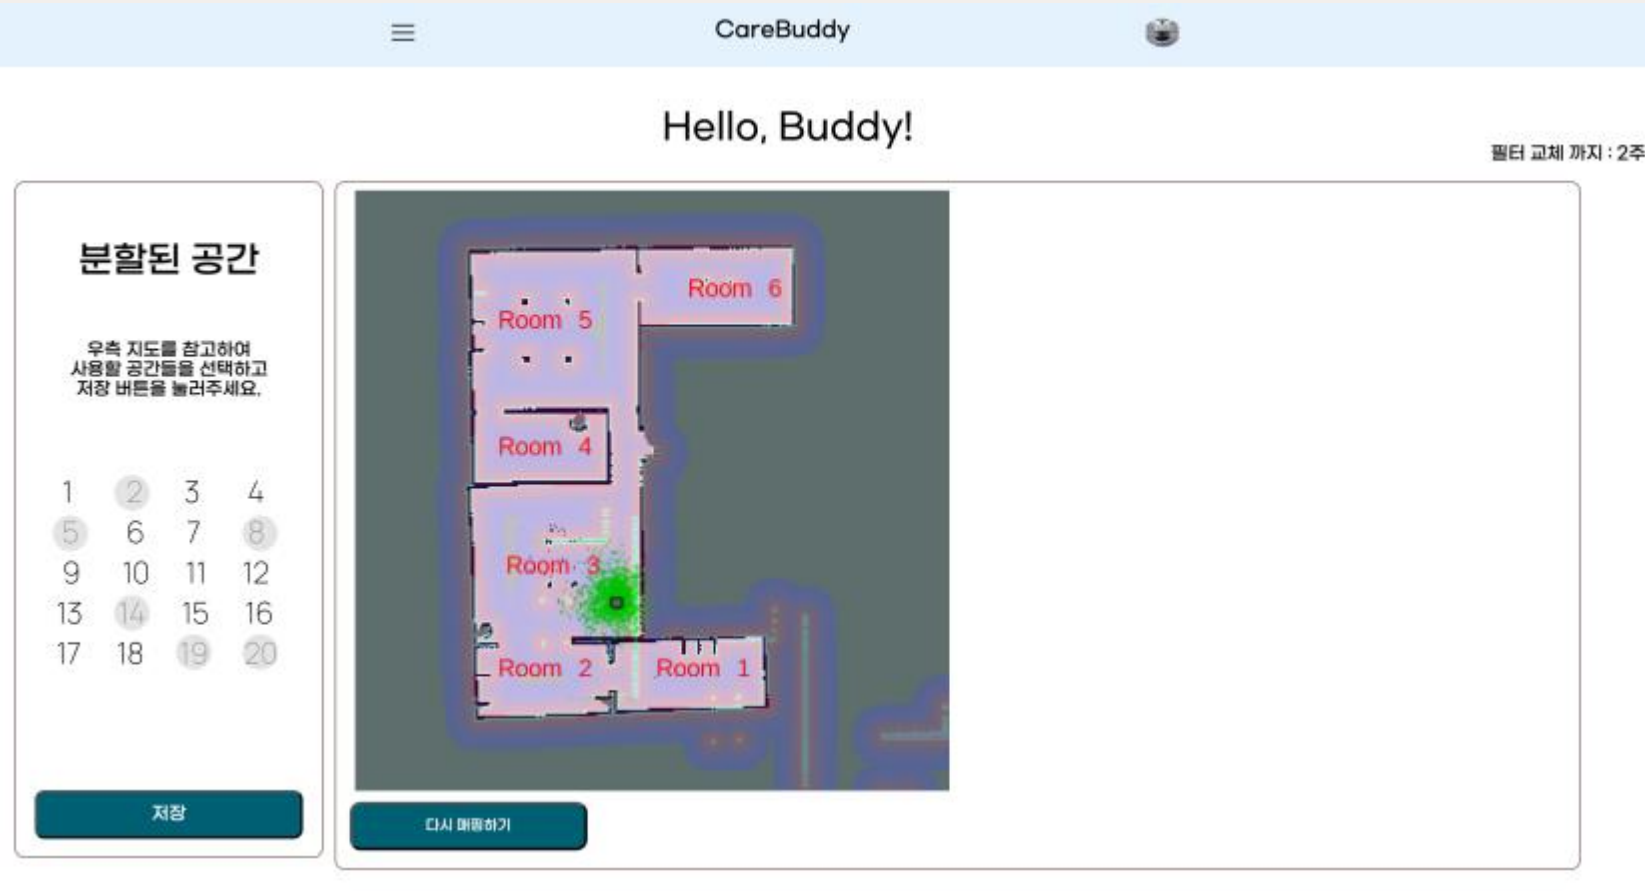 CareBuddy
Hello, Buddy!
필터 교체 까지 : 2주
분할된 공간
우측 지도를 참고하여
사용할 공간들을 선택하고
저장 버튼을 눌러주세요.
1 2 3 4
5 6 7 8
9 10 11 12
13 14 15 16
17 18 19 20
저장
Room 6
Room 5
Room 4
Room 3
Room 2
Room 1
다시 매핑하기